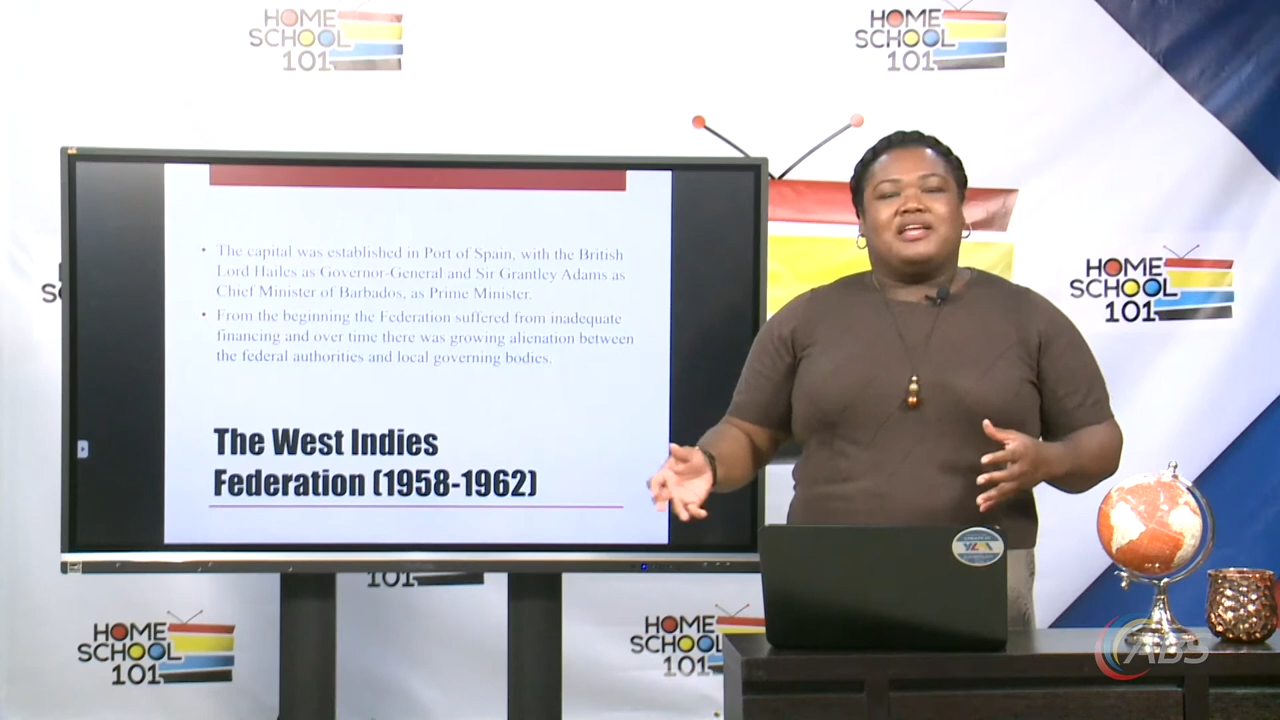 HOME
SCHOOL
101
HOME
SCHOOL
101
• The capital was established in Port of Spain, with the British
Lord Hailes as Governor-General and Sir Grantley Adams as
Chief Minister of Barbados, as Prime Minister.
• From the beginning the Federation suffered from inadequate
financing and over time there was growing alienation between
the federal authorities and local governing bodies.
The West Indies
Federation (1958-1962)
HOME
SCHOOL
101
101
HOME
SCHOOL
101
HOME
SCHOOL
101
ABS